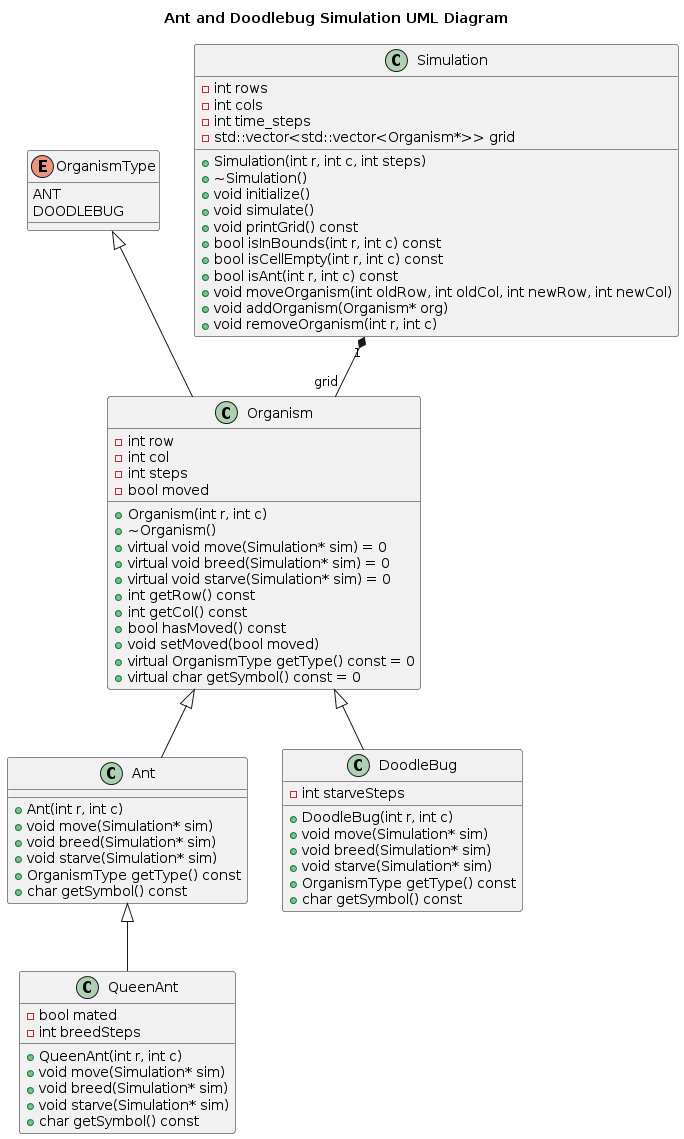 Ant and Doodlebug Simulation UML Diagram
C Simulation
int rows
int cols
int time_steps
std::vector<std::vector<Organism*>> grid
Simulation(int r, int c, int steps)
~Simulation()
void initialize()
void simulate()
void printGrid() const
bool isInBounds(int r, int c) const
bool isCellEmpty(int r, int c) const
bool isAnt(int r, int c) const
void moveOrganism(int oldRow, int oldCol, int newRow, int newCol)
void addOrganism(Organism* org)
void removeOrganism(int r, int c)
E OrganismType
ANT
DOODLEBUG
1
grid
C Organism
int row
int col
int steps
bool moved
Organism(int r, int c)
~Organism()
virtual void move(Simulation* sim) = 0
virtual void breed(Simulation* sim) = 0
virtual void starve(Simulation* sim) = 0
int getRow() const
int getCol() const
bool hasMoved() const
void setMoved(bool moved)
virtual OrganismType getType() const = 0
virtual char getSymbol() const = 0
C Ant
Ant(int r, int c)
void move(Simulation* sim)
void breed(Simulation* sim)
void starve(Simulation* sim)
OrganismType getType() const
char getSymbol() const
C DoodleBug
int starveSteps
DoodleBug(int r, int c)
void move(Simulation* sim)
void breed(Simulation* sim)
void starve(Simulation* sim)
OrganismType getType() const
char getSymbol() const
C QueenAnt
bool mated
int breedSteps
QueenAnt(int r, int c)
void move(Simulation* sim)
void breed(Simulation* sim)
void starve(Simulation* sim)
char getSymbol() const